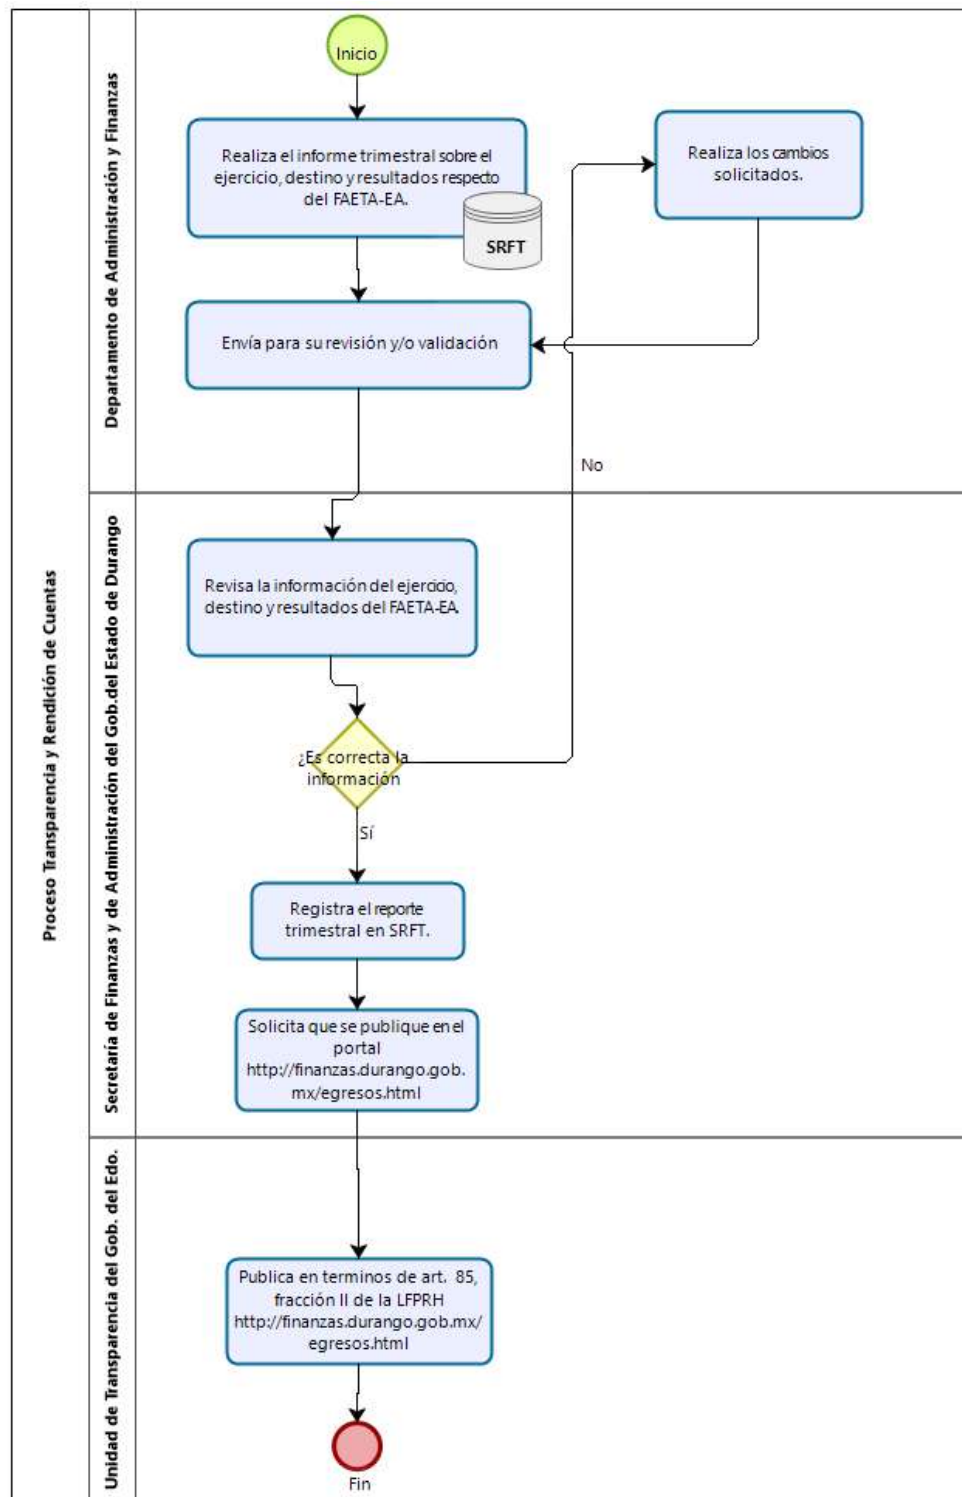 Proceso Transparencia y Rendición de Cuentas
Departamento de Administración y Finanzas
Inicio
Realiza el informe trimestral sobre el
ejercicio, destino y resultados respecto
del FAETA-EA.
SRFT
Realiza los cambios
solicitados.
Envía para su revisión y/o validación
No
Secretaría de Finanzas y de Administración del Gob.del Estado de Durango
Revisa la información del ejercicio,
destino y resultados del FAETA-EA.
¿Es correcta la
información
Sí
Registra el reporte
trimestral en SRFT.
Solicita que se publique en el
portal
http://finanzas.durango.gob.
mx/egresos.html
Unidad de Transparencia del Gob. del Edo.
Publica en terminos de art. 85,
fracción II de la LFPRH
http://finanzas.durango.gob.mx/
egresos.html
Fin